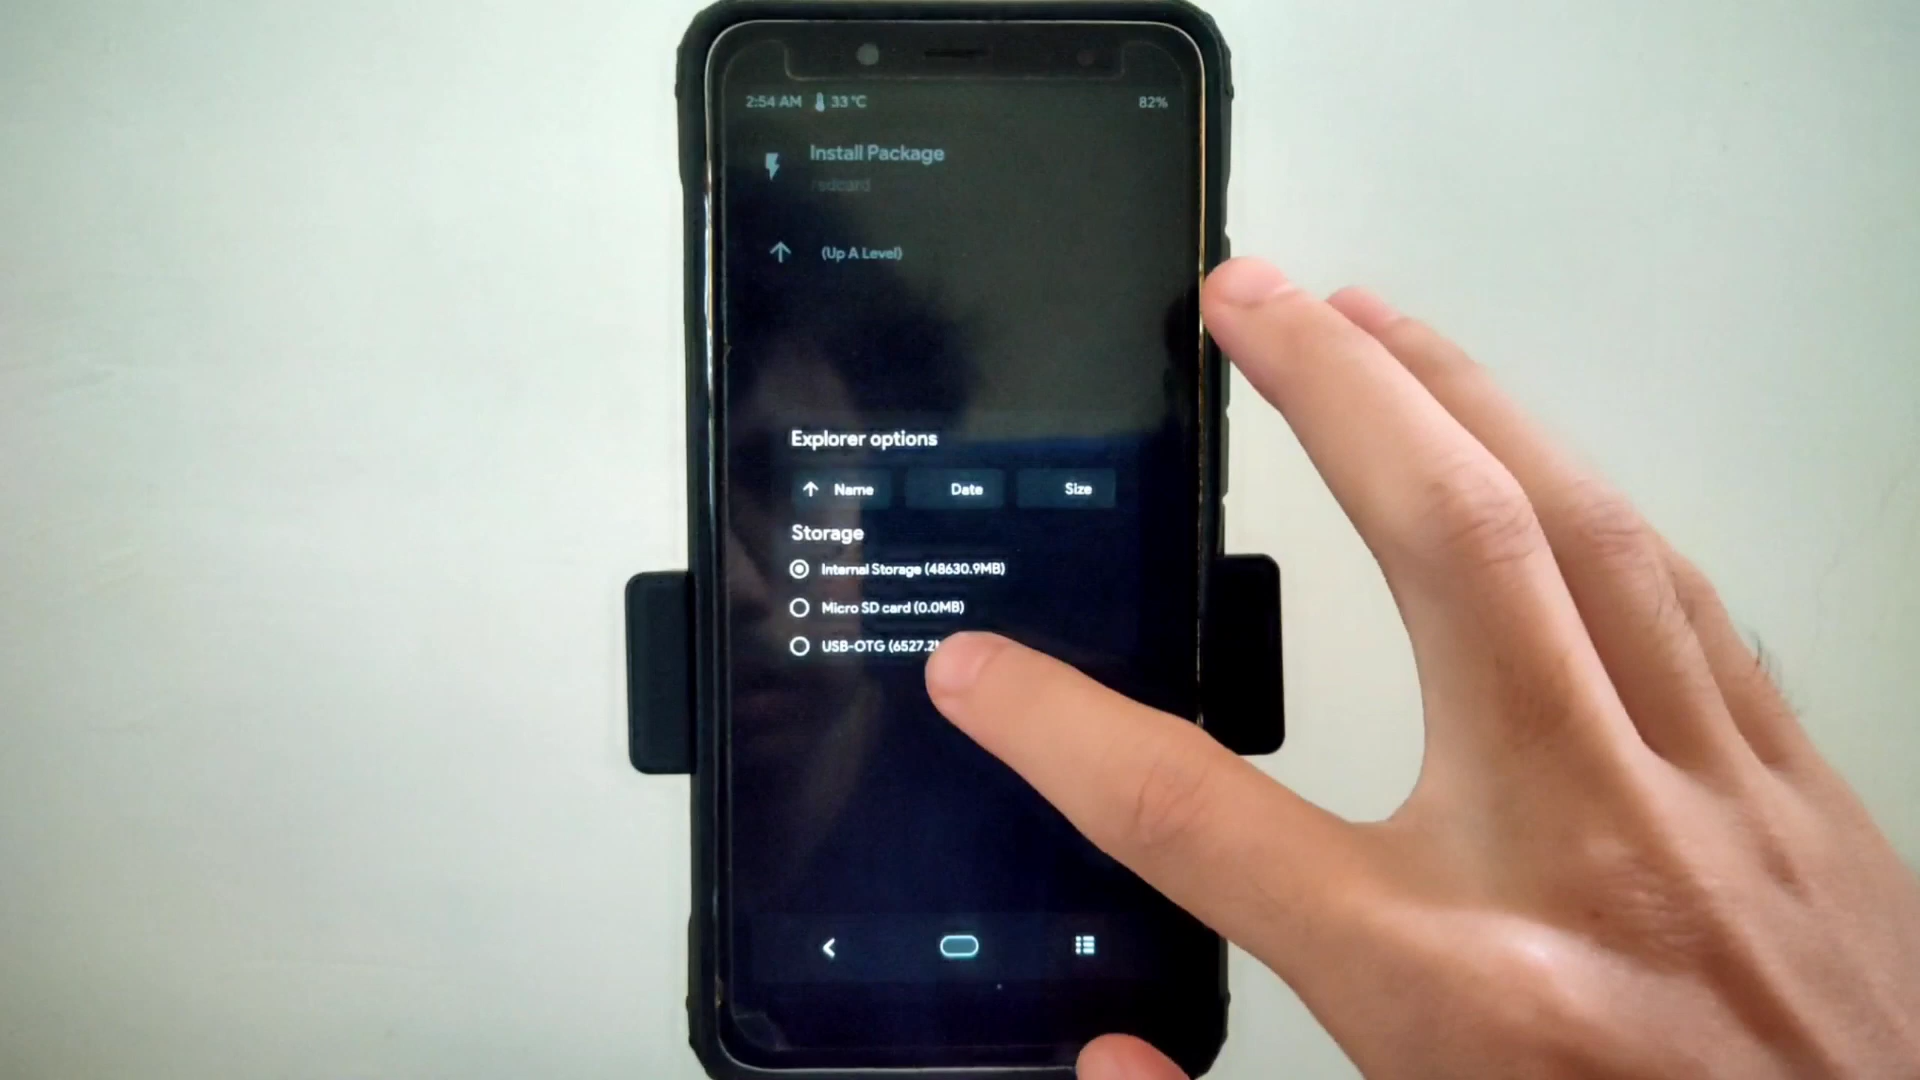 2:54 AM 33 °C 82%
Install Package
/sdcard
(Up A Level)
Explorer options
Name Date Size
Storage
Internal Storage (48630.9MB)
Micro SD card (0.0MB)
USB-OTG (6527.2